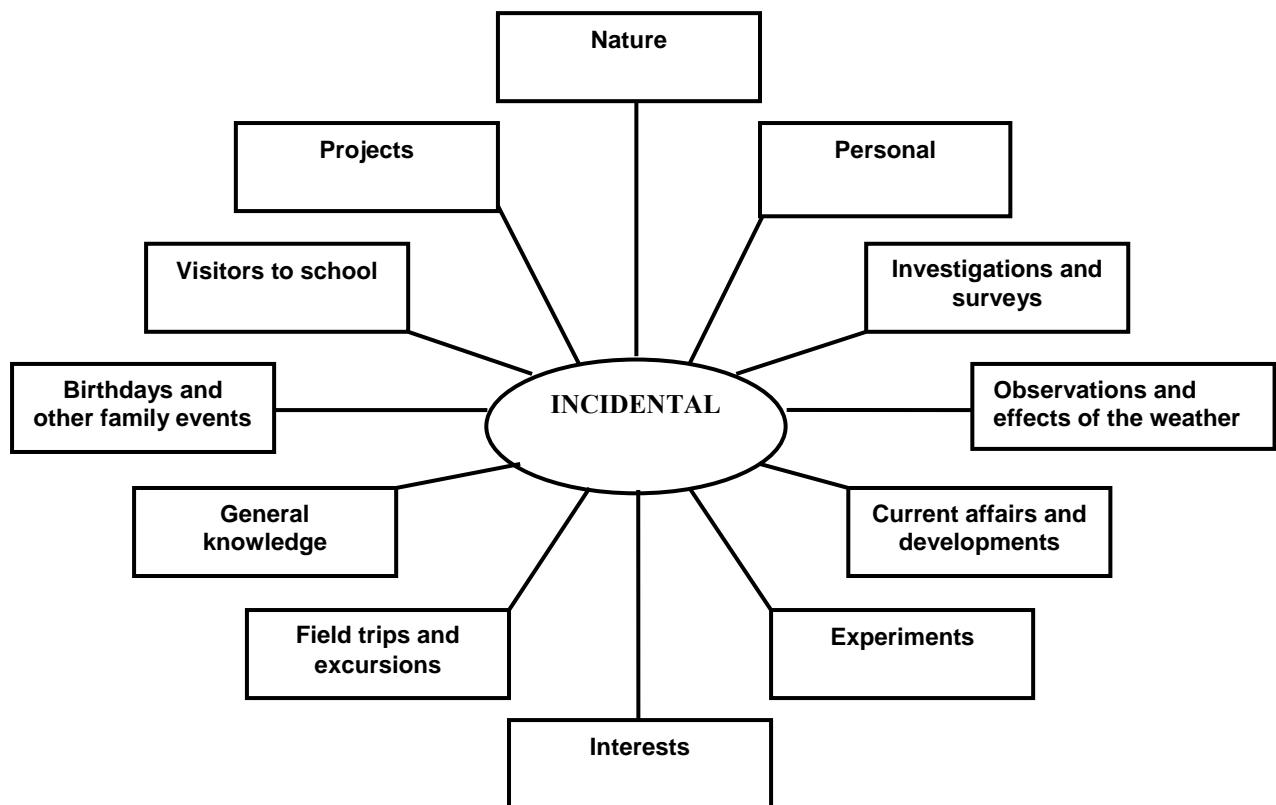 Nature
Projects
Personal
Visitors to school
Investigations and
surveys
Birthdays and
other family events
INCIDENTAL
Observations and
effects of the weather
General
knowledge
Current affairs and
developments
Field trips and
excursions
Experiments
Interests